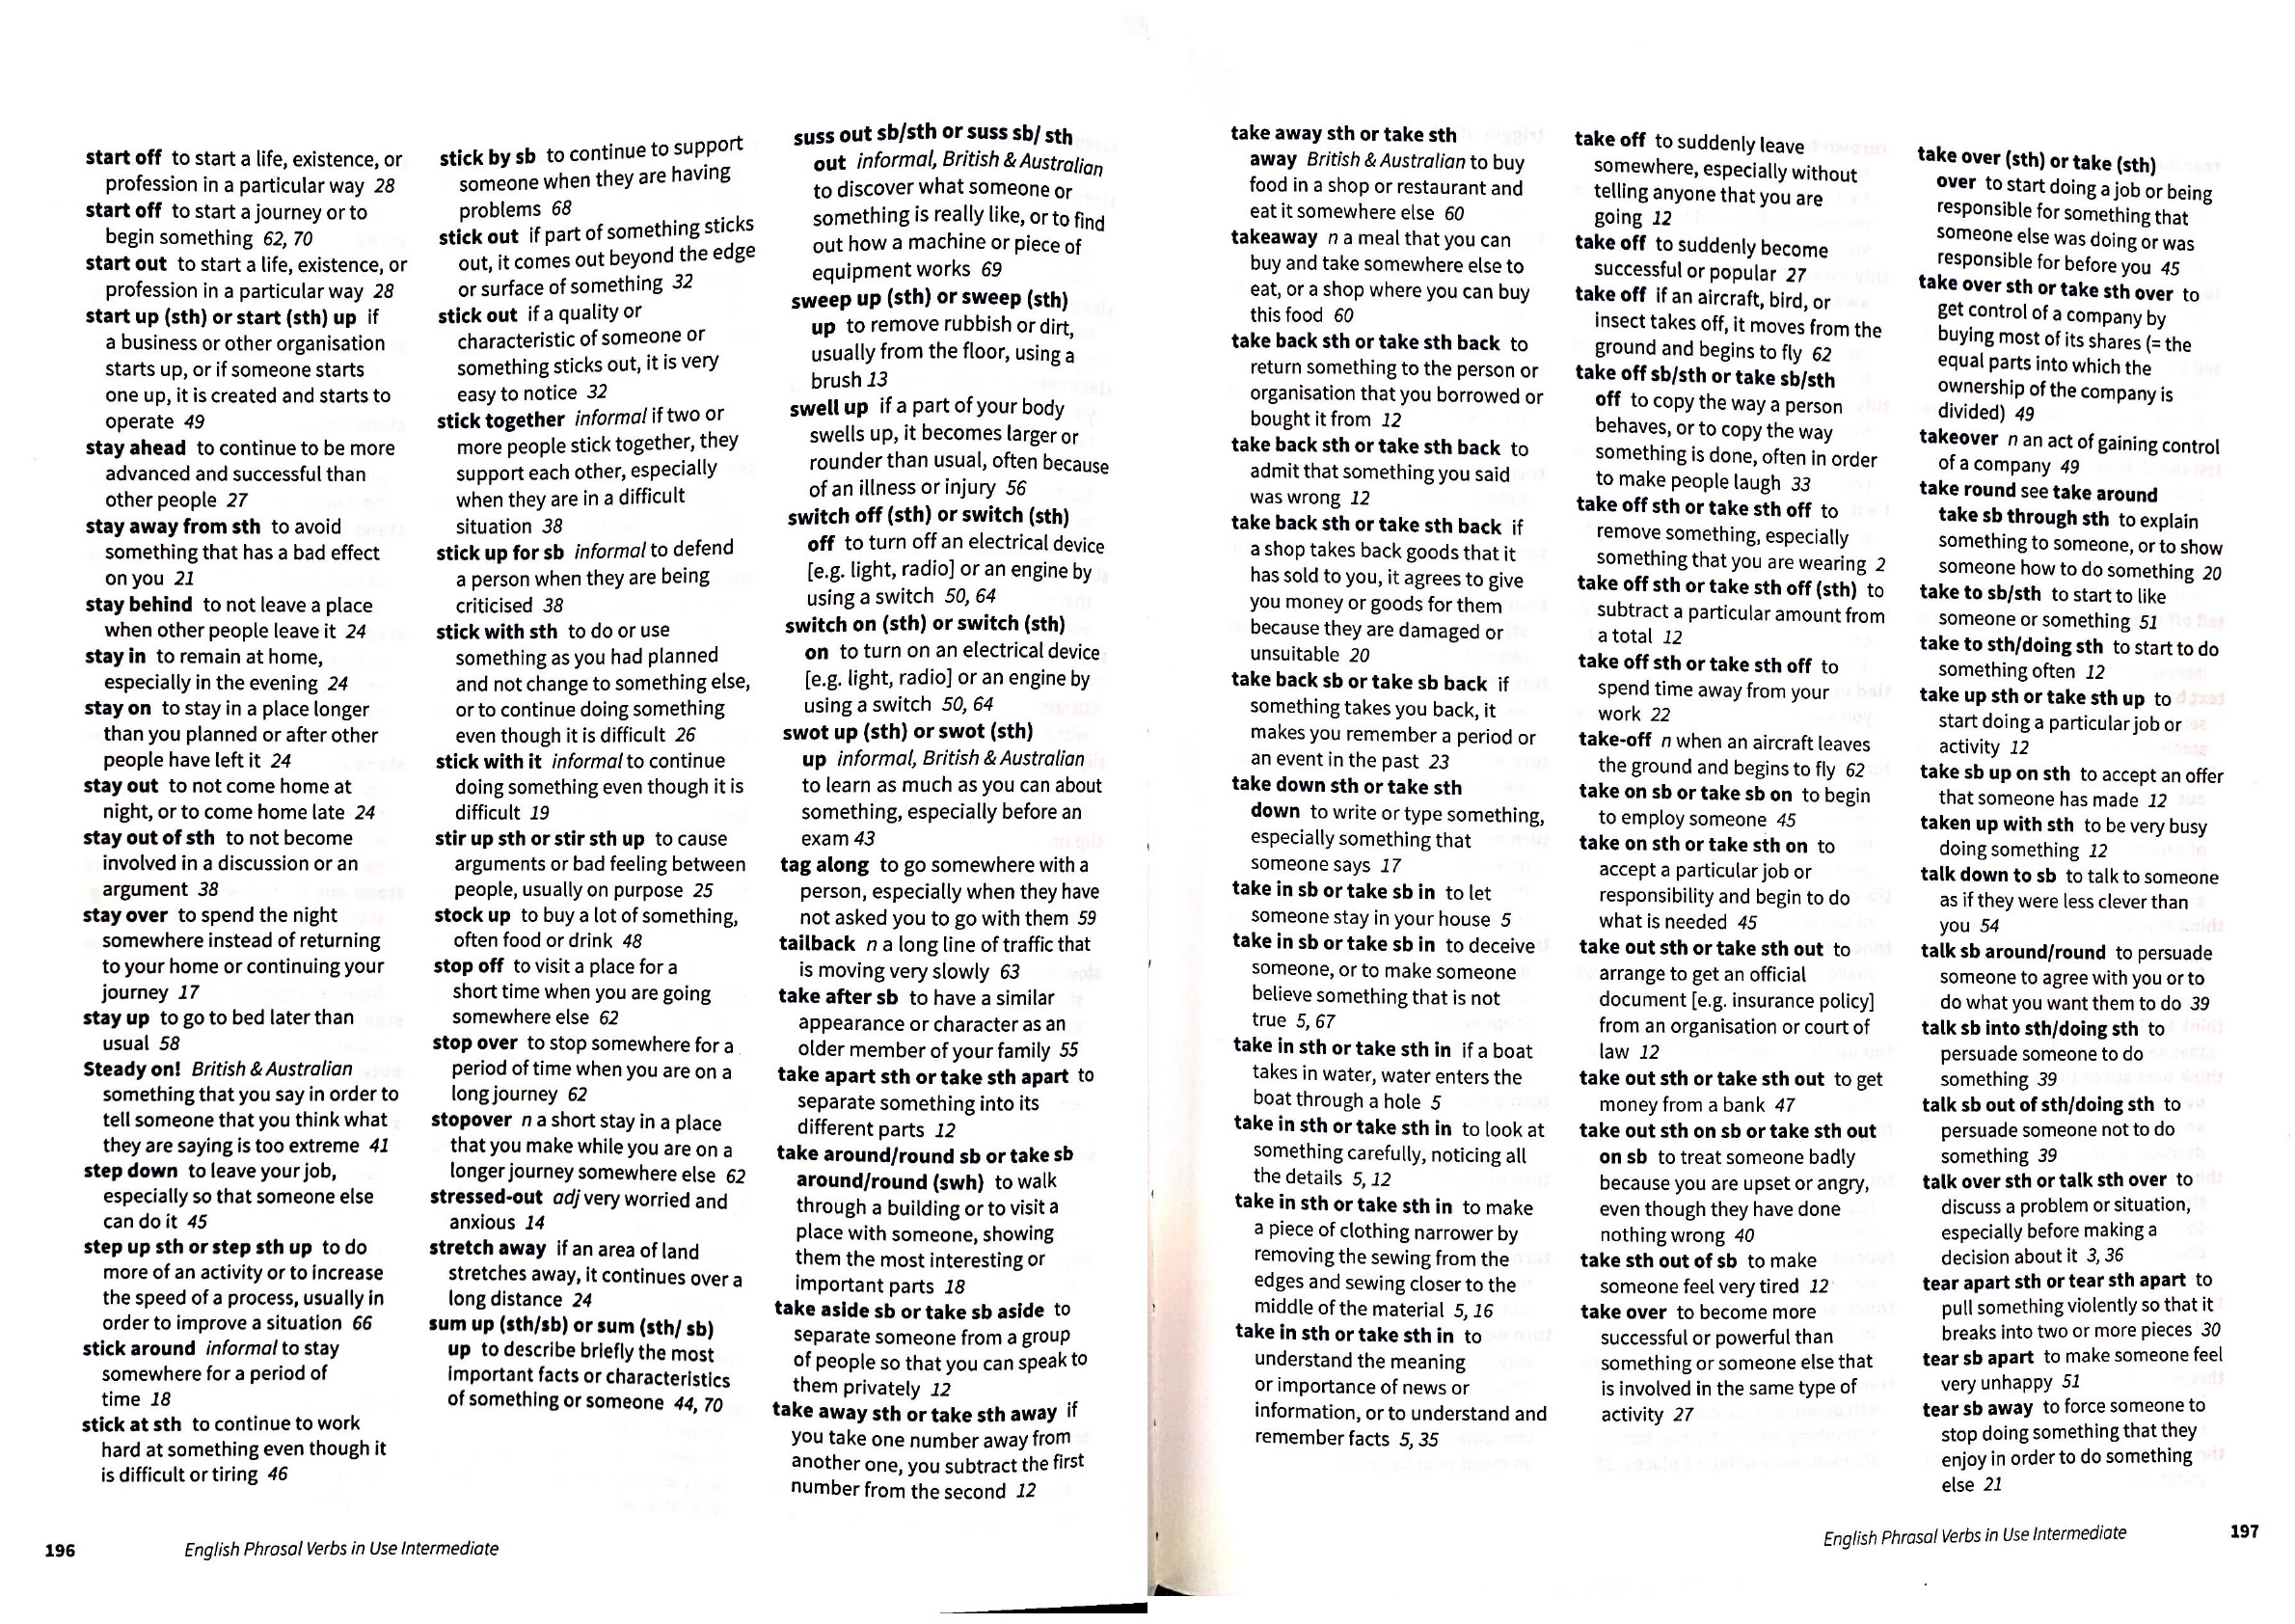 start off to start a life, existence, or
profession in a particular way 28
start off to start a journey or to
begin something 62, 70
start out to start a life, existence, or
profession in a particular way 28
start up (sth) or start (sth) up if
a business or other organisation
starts up, or if someone starts
one up, it is created and starts to
operate 49
stay ahead to continue to be more
advanced and successful than
other people 27
stay away from sth to avoid
something that has a bad effect
on you 21
stay behind to not leave a place
when other people leave it 24
stay in to remain at home,
especially in the evening 24
stay on to stay in a place longer
than you planned or after other
people have left it 24
stay out to not come home at
night, or to come home late 24
stay out of sth to not become
involved in a discussion or an
argument 38
stay over to spend the night
somewhere instead of returning
to your home or continuing your
journey 17
stay up to go to bed later than
usual 58
Steady on! British & Australian
something that you say in order to
tell someone that you think what
they are saying is too extreme 41
step down to leave your job,
especially so that someone else
can do it 45
step up sth or step sth up to do
more of an activity or to increase
the speed of a process, usually in
order to improve a situation 66
stick around informal to stay
somewhere for a period of
time 18
stick at sth to continue to work
hard at something even though it
is difficult or tiring 46
stick by sb to continue to support
someone when they are having
problems 68
stick out if part of something sticks
out, it comes out beyond the edge
or surface of something 32
stick out if a quality or
characteristic of someone or
something sticks out, it is very
easy to notice 32
stick together informal if two or
more people stick together, they
support each other, especially
when they are in a difficult
situation 38
stick up for sb informal to defend
a person when they are being
criticised 38
stick with sth to do or use
something as you had planned
and not change to something else,
or to continue doing something
even though it is difficult 26
stick with it informal to continue
doing something even though it is
difficult 19
stir up sth or stir sth up to cause
arguments or bad feeling between
people, usually on purpose 25
stock up to buy a lot of something,
often food or drink 48
stop off to visit a place for a
short time when you are going
somewhere else 62
stop over to stop somewhere for a
period of time when you are on a
long journey 62
stopover n a short stay in a place
that you make while you are on a
longer journey somewhere else 62
stressed-out adj very worried and
anxious 14
stretch away if an area of land
stretches away, it continues over a
long distance 24
sum up (sth/sb) or sum (sth/ sb)
up to describe briefly the most
important facts or characteristics
of something or someone 44, 70
suss out sb/sth or suss sb/ sth
out informal, British & Australian
to discover what someone or
something is really like, or to find
out how a machine or piece of
equipment works 69
sweep up (sth) or sweep (sth)
up to remove rubbish or dirt,
usually from the floor, using a
brush 13
swell up if a part of your body
swells up, it becomes larger or
rounder than usual, often because
of an illness or injury 56
switch off (sth) or switch (sth)
off to turn off an electrical device
[e.g. light, radio] or an engine by
using a switch 50, 64
switch on (sth) or switch (sth)
on to turn on an electrical device
[e.g. light, radio] or an engine by
using a switch 50, 64
swot up (sth) or swot (sth)
up informal, British & Australian
to learn as much as you can about
something, especially before an
exam 43
tag along to go somewhere with a
person, especially when they have
not asked you to go with them 59
tailback n a long line of traffic that
is moving very slowly 63
take after sb to have a similar
appearance or character as an
older member of your family 55
take apart sth or take sth apart to
separate something into its
different parts 12
take around/round sb or take sb
around/round (swh) to walk
through a building or to visit a
place with someone, showing
them the most interesting or
important parts 18
take aside sb or take sb aside to
separate someone from a group
of people so that you can speak to
them privately 12
take away sth or take sth away if
you take one number away from
another one, you subtract the first
number from the second 12
196 English Phrasal Verbs in Use Intermediate
take away sth or take sth
away British & Australian to buy
food in a shop or restaurant and
eat it somewhere else 60
takeaway n a meal that you can
buy and take somewhere else to
eat, or a shop where you can buy
this food 60
take back sth or take sth back to
return something to the person or
organisation that you borrowed or
bought it from 12
take back sth or take sth back to
admit that something you said
was wrong 12
take back sth or take sth back if
a shop takes back goods that it
has sold to you, it agrees to give
you money or goods for them
because they are damaged or
unsuitable 20
take back sb or take sb back if
something takes you back, it
makes you remember a period or
an event in the past 23
take down sth or take sth
down to write or type something,
especially something that
someone says 17
take in sb or take sb in to let
someone stay in your house 5
take in sb or take sb in to deceive
someone, or to make someone
believe something that is not
true 5, 67
take in sth or take sth in if a boat
takes in water, water enters the
boat through a hole 5
take in sth or take sth in to look at
something carefully, noticing all
the details 5, 12
take in sth or take sth in to make
a piece of clothing narrower by
removing the sewing from the
edges and sewing closer to the
middle of the material 5, 16
take in sth or take sth in to
understand the meaning
or importance of news or
information, or to understand and
remember facts 5, 35
take off to suddenly leave
somewhere, especially without
telling anyone that you are
going 12
take off to suddenly become
successful or popular 27
take off if an aircraft, bird, or
insect takes off, it moves from the
ground and begins to fly 62
take off sb/sth or take sb/sth
off to copy the way a person
behaves, or to copy the way
something is done, often in order
to make people laugh 33
take off sth or take sth off to
remove something, especially
something that you are wearing 2
take off sth or take sth off (sth) to
subtract a particular amount from
a total 12
take off sth or take sth off to
spend time away from your
work 22
take-off n when an aircraft leaves
the ground and begins to fly 62
take on sb or take sb on to begin
to employ someone 45
take on sth or take sth on to
accept a particular job or
responsibility and begin to do
what is needed 45
take out sth or take sth out to
arrange to get an official
document [e.g. insurance policy]
from an organisation or court of
law 12
take out sth or take sth out to get
money from a bank 47
take out sth on sb or take sth out
on sb to treat someone badly
because you are upset or angry,
even though they have done
nothing wrong 40
take sth out of sb to make
someone feel very tired 12
take over to become more
successful or powerful than
something or someone else that
is involved in the same type of
activity 27
take over (sth) or take (sth)
over to start doing a job or being
responsible for something that
someone else was doing or was
responsible for before you 45
take over sth or take sth over to
get control of a company by
buying most of its shares (= the
equal parts into which the
ownership of the company is
divided) 49
takeover n an act of gaining control
of a company 49
take round see take around
take sb through sth to explain
something to someone, or to show
someone how to do something 20
take to sb/sth to start to like
someone or something 51
take to sth/doing sth to start to do
something often 12
take up sth or take sth up to
start doing a particular job or
activity 12
take sb up on sth to accept an offer
that someone has made 12
taken up with sth to be very busy
doing something 12
talk down to sb to talk to someone
as if they were less clever than
you 54
talk sb around/round to persuade
someone to agree with you or to
do what you want them to do 39
talk sb into sth/doing sth to
persuade someone to do
something 39
talk sb out of sth/doing sth to
persuade someone not to do
something 39
talk over sth or talk sth over to
discuss a problem or situation,
especially before making a
decision about it 3, 36
tear apart sth or tear sth apart to
pull something violently so that it
breaks into two or more pieces 30
tear sb apart to make someone feel
very unhappy 51
tear sb away to force someone to
stop doing something that they
enjoy in order to do something
else 21
English Phrasal Verbs in Use Intermediate 197